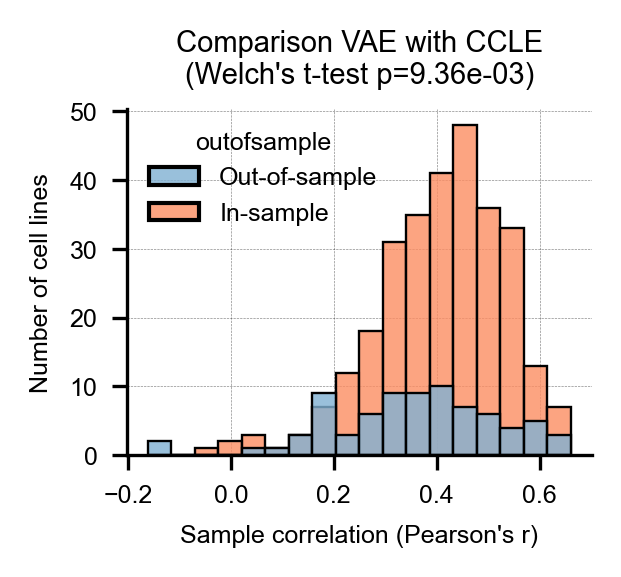 Comparison VAE with CCLE
(Welch's t-test p=9.36e-03)
50
40
30
20
10
0
Number of cell lines
outofsample
Out-of-sample
In-sample
−0.2 0.0 0.2 0.4 0.6
Sample correlation (Pearson's r)